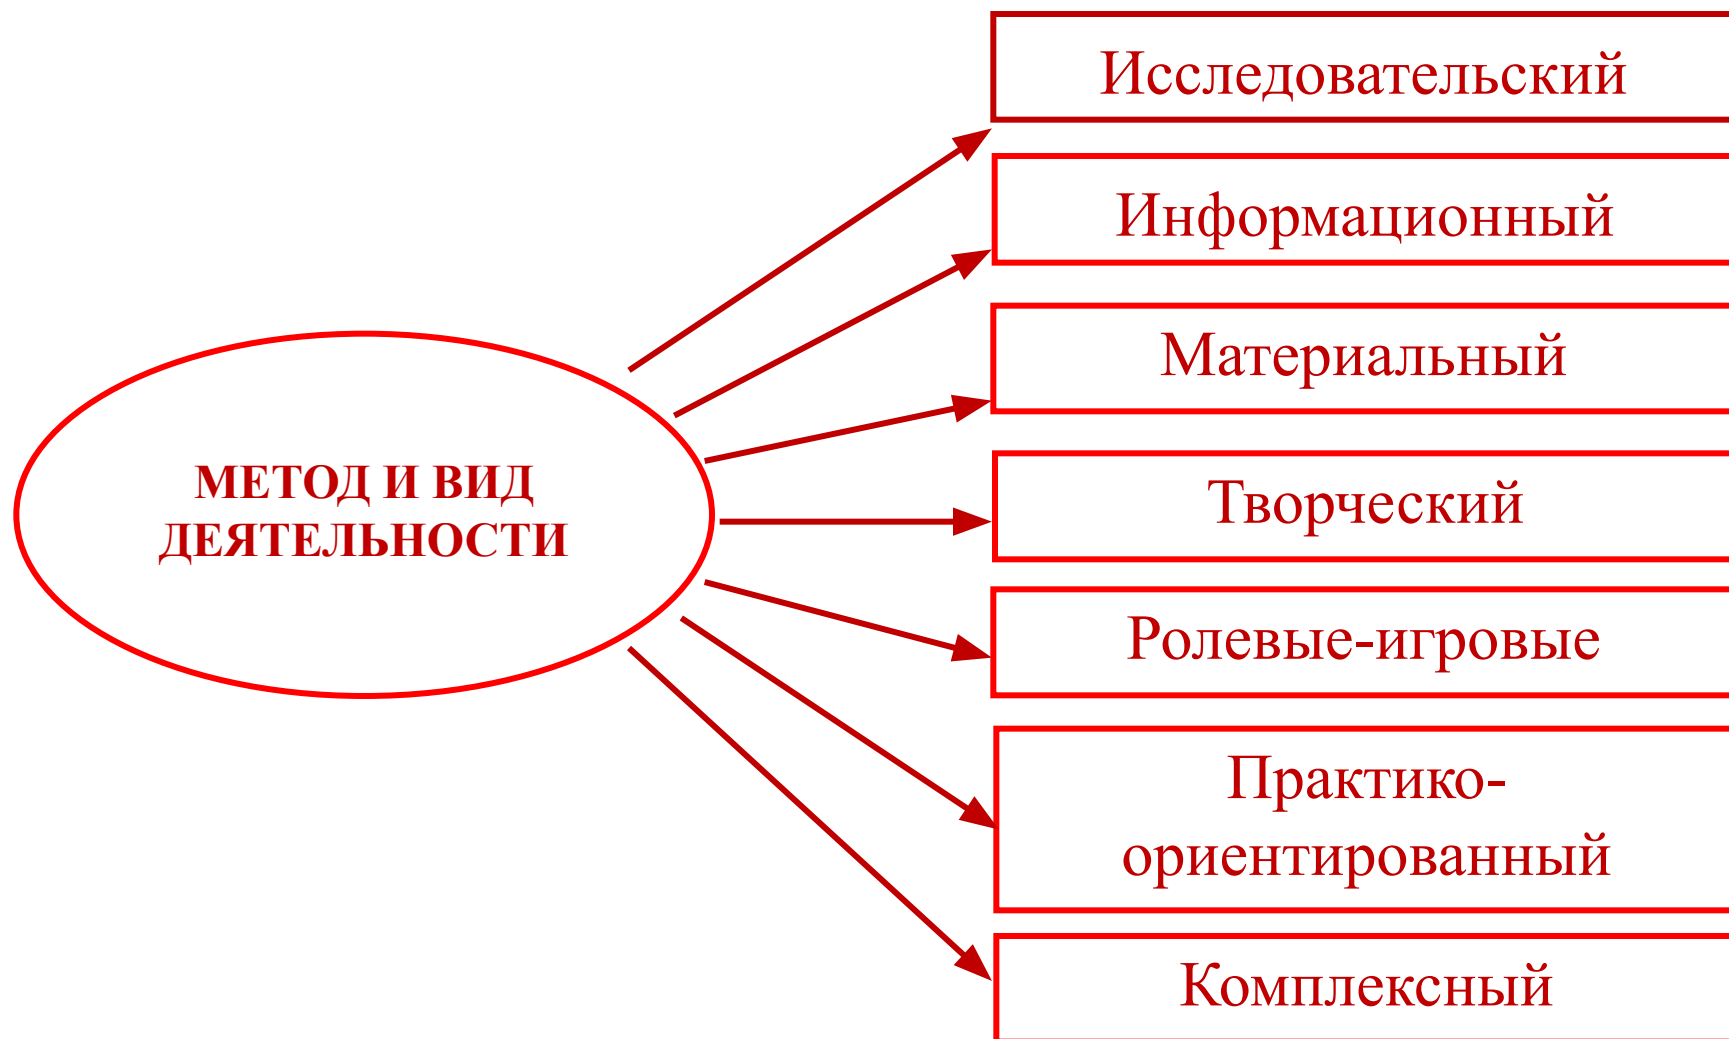 МЕТОД И ВИД
ДЕЯТЕЛЬНОСТИ
Исследовательский
Информационный
Материальный
Творческий
Ролевые-игровые
Практико-
ориентированный
Комплексный